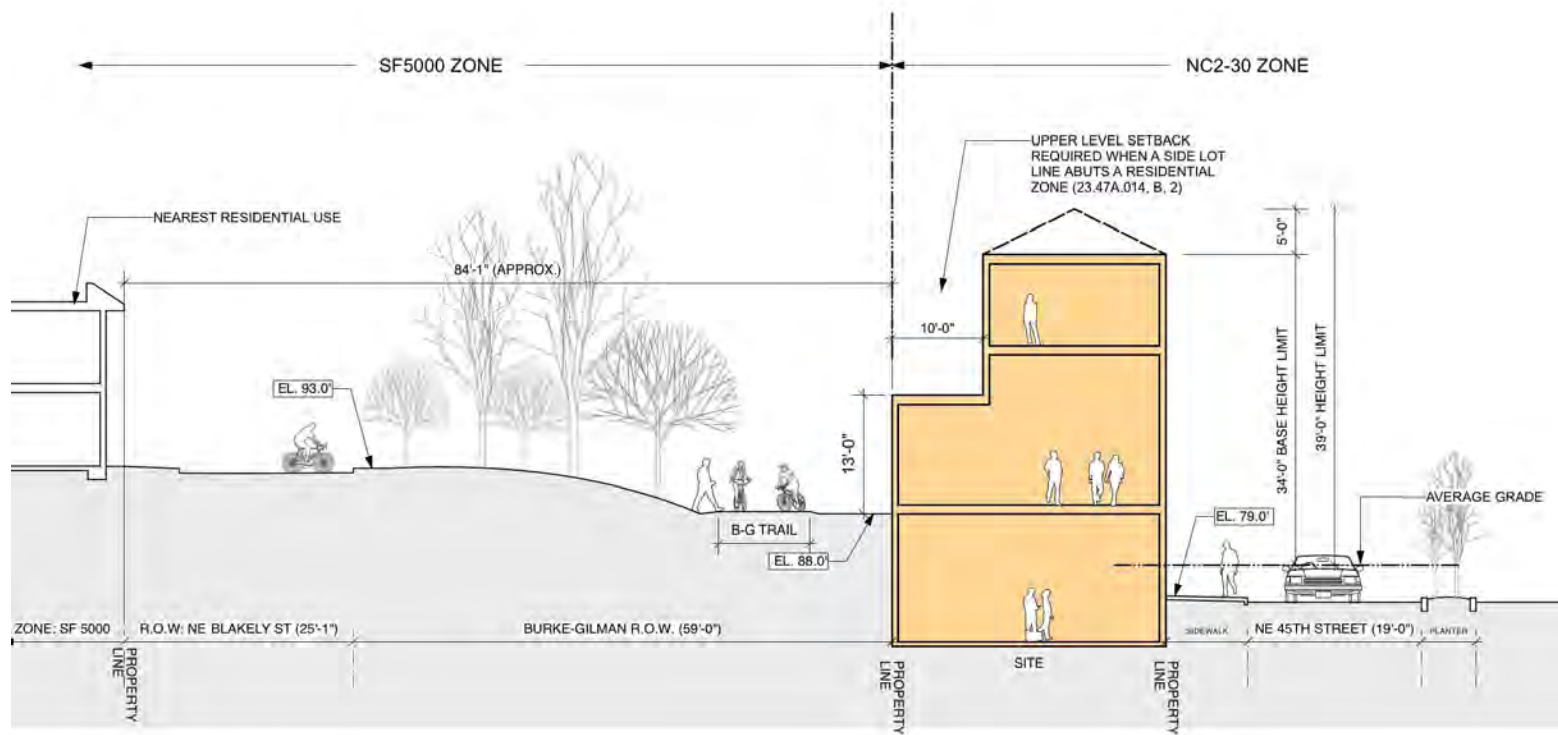 SF5000 ZONE
NC2-30 ZONE
UPPER LEVEL SETBACK
REQUIRED WHEN A SIDE LOT
LINE ABUTS A RESIDENTIAL
ZONE (23.47A.014, B, 2)
NEAREST RESIDENTIAL USE
5'-0"
84'-1" (APPROX.)
10'-0"
34'-0" BASE HEIGHT LIMIT
39'-0" HEIGHT LIMIT
EL. 93.0'
13'-0"
AVERAGE GRADE
EL. 79.0'
B-G TRAIL
EL. 88.0'
ZONE: SF 5000
R.O.W: NE BLAKELY ST (25'-1")
BURKE-GILMAN R.O.W. (59'-0")
SIDEWALK
NE 45TH STREET (19'-0")
PLANTER
SITE
PROPERTY
LINE
PROPERTY
LINE
PROPERTY
LINE